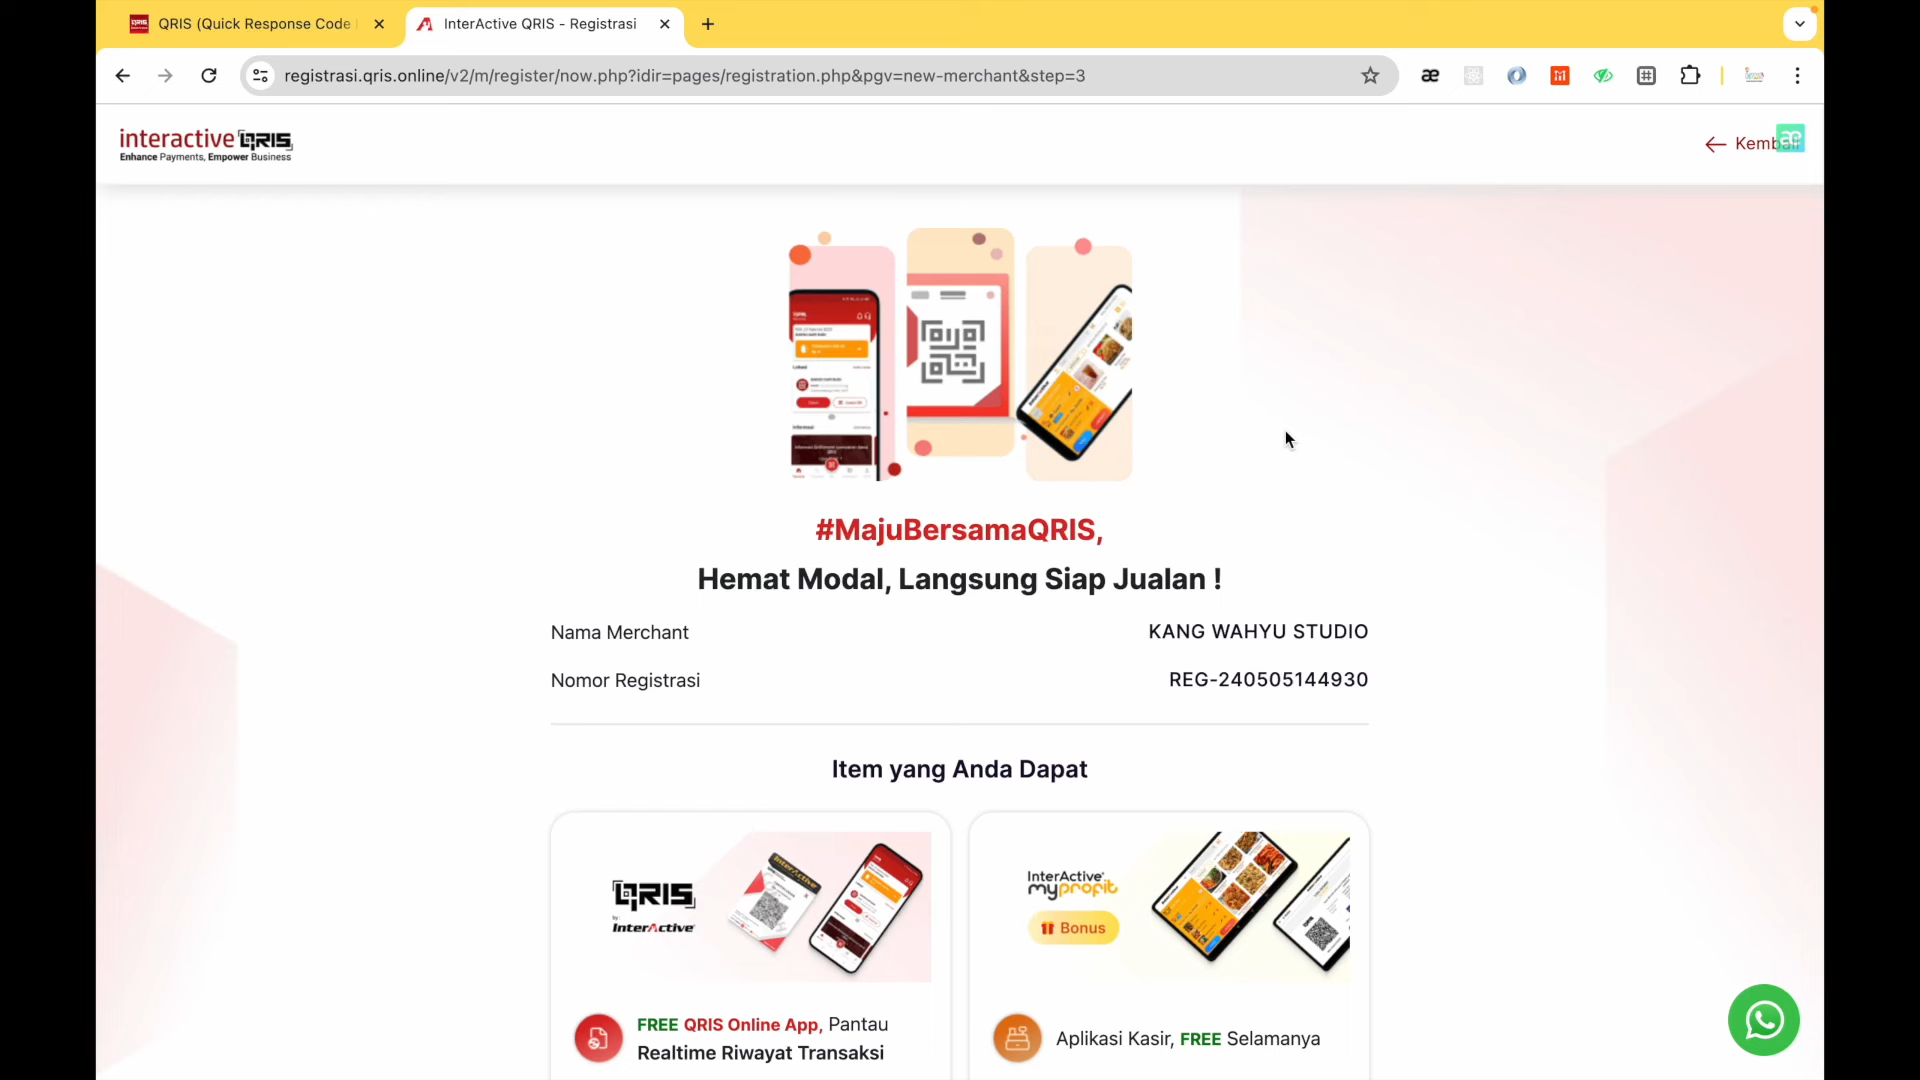 QRIS (Quick Response Code
InterActive QRIS - Registrasi
registrasi.qris.online/v2/m/register/now.php?idir=pages/registration.php&pgv=new-merchant&step=3
interactive QRIS
Enhance Payments, Empower Business
Kembali
#MajuBersamaQRIS,
Hemat Modal, Langsung Siap Jualan !
Nama Merchant
KANG WAHYU STUDIO
Nomor Registrasi
REG-240505144930
Item yang Anda Dapat
QRIS
by :
InterActive
InterActive
InterActive
myprofit
Bonus
FREE QRIS Online App, Pantau
Realtime Riwayat Transaksi
Aplikasi Kasir, FREE Selamanya